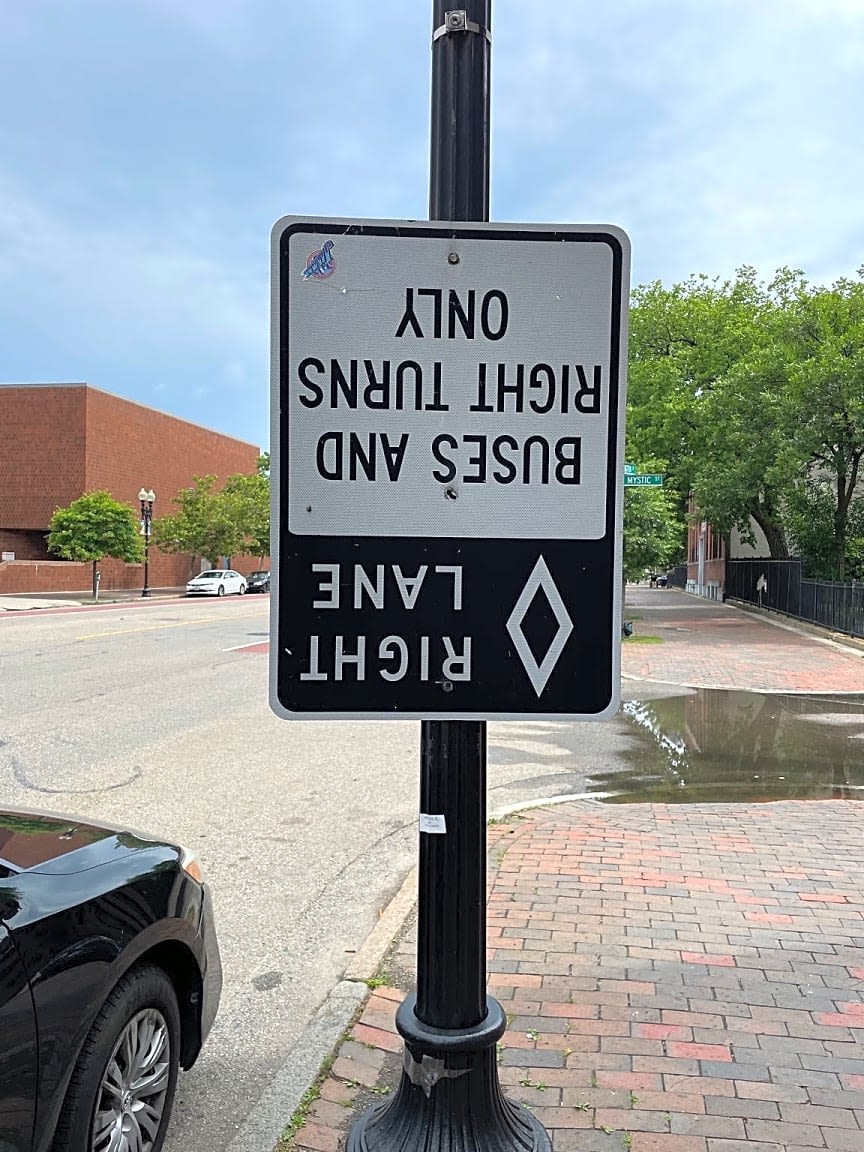 RIGHT
LANE
BUSES AND
RIGHT TURNS
ONLY
MYSTIC ST